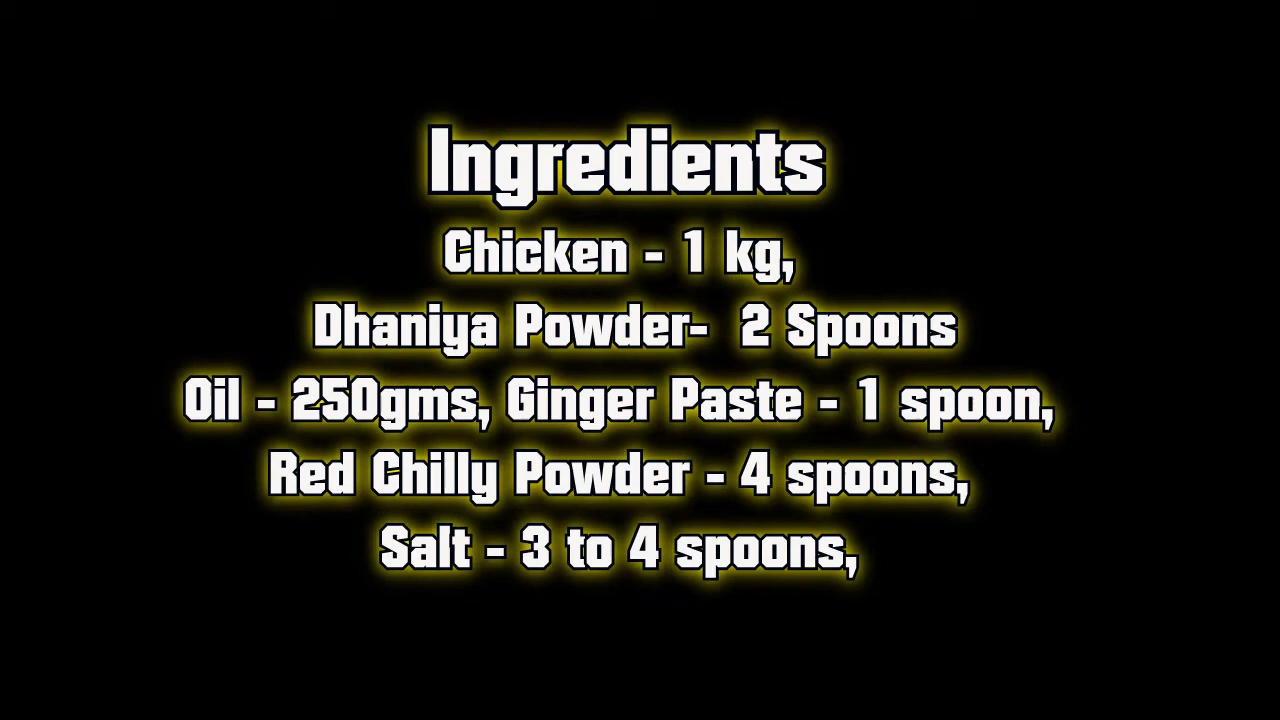 Ingredients
Chicken - 1 kg,
Dhaniya Powder-  2 Spoons
Oil - 250gms, Ginger Paste - 1 spoon,
Red Chilly Powder - 4 spoons,
Salt - 3 to 4 spoons,